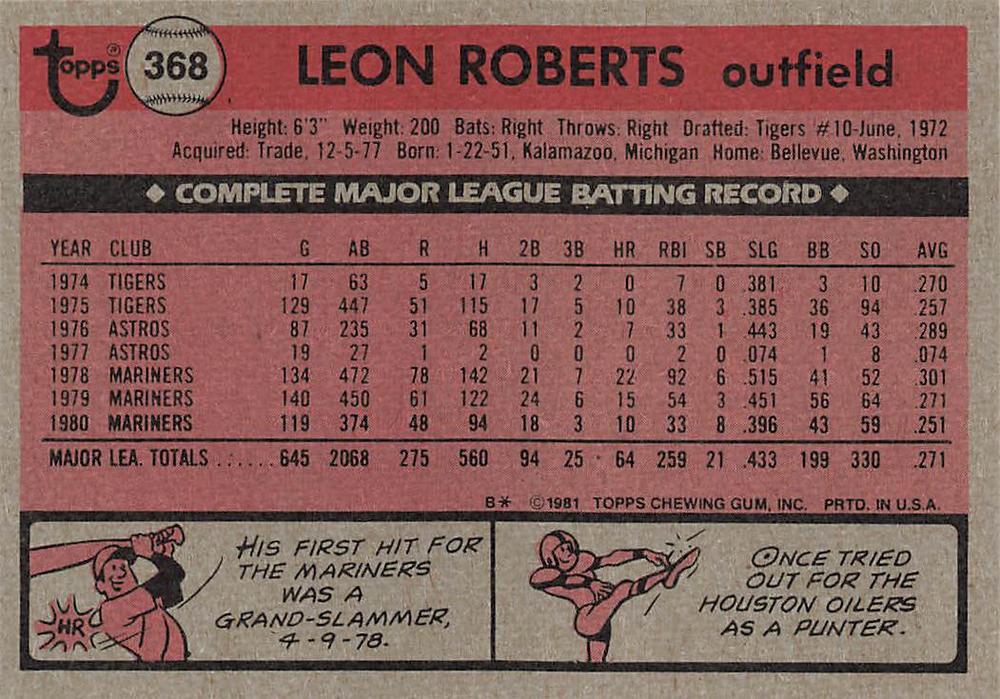 Topps® 368 LEON ROBERTS outfield
Height: 6'3" Weight: 200 Bats: Right Throws: Right Drafted: Tigers #10-June, 1972
Acquired: Trade, 12-5-77 Born: 1-22-51, Kalamazoo, Michigan Home: Bellevue, Washington
◆ COMPLETE MAJOR LEAGUE BATTING RECORD ◆
YEAR CLUB G AB R H 2B 3B HR RBI SB SLG BB SO AVG
1974 TIGERS 17 63 5 17 3 2 0 7 0 .381 3 10 .270
1975 TIGERS 129 447 51 115 17 5 10 38 3 .385 36 94 .257
1976 ASTROS 87 235 31 68 11 2 7 33 1 .443 19 43 .289
1977 ASTROS 19 27 1 2 0 0 0 2 0 .074 1 8 .074
1978 MARINERS 134 472 78 142 21 7 22 92 6 .515 41 52 .301
1979 MARINERS 140 450 61 122 24 6 15 54 3 .451 56 64 .271
1980 MARINERS 119 374 48 94 18 3 10 33 8 .396 43 59 .251
MAJOR LEA. TOTALS ...... 645 2068 275 560 94 25 64 259 21 .433 199 330 .271
B* ©1981 TOPPS CHEWING GUM, INC. PRTD. IN U.S.A.
HR
HIS FIRST HIT FOR
THE MARINERS
WAS A
GRAND-SLAMMER,
4-9-78.
ONCE TRIED
OUT FOR THE
HOUSTON OILERS
AS A PUNTER.